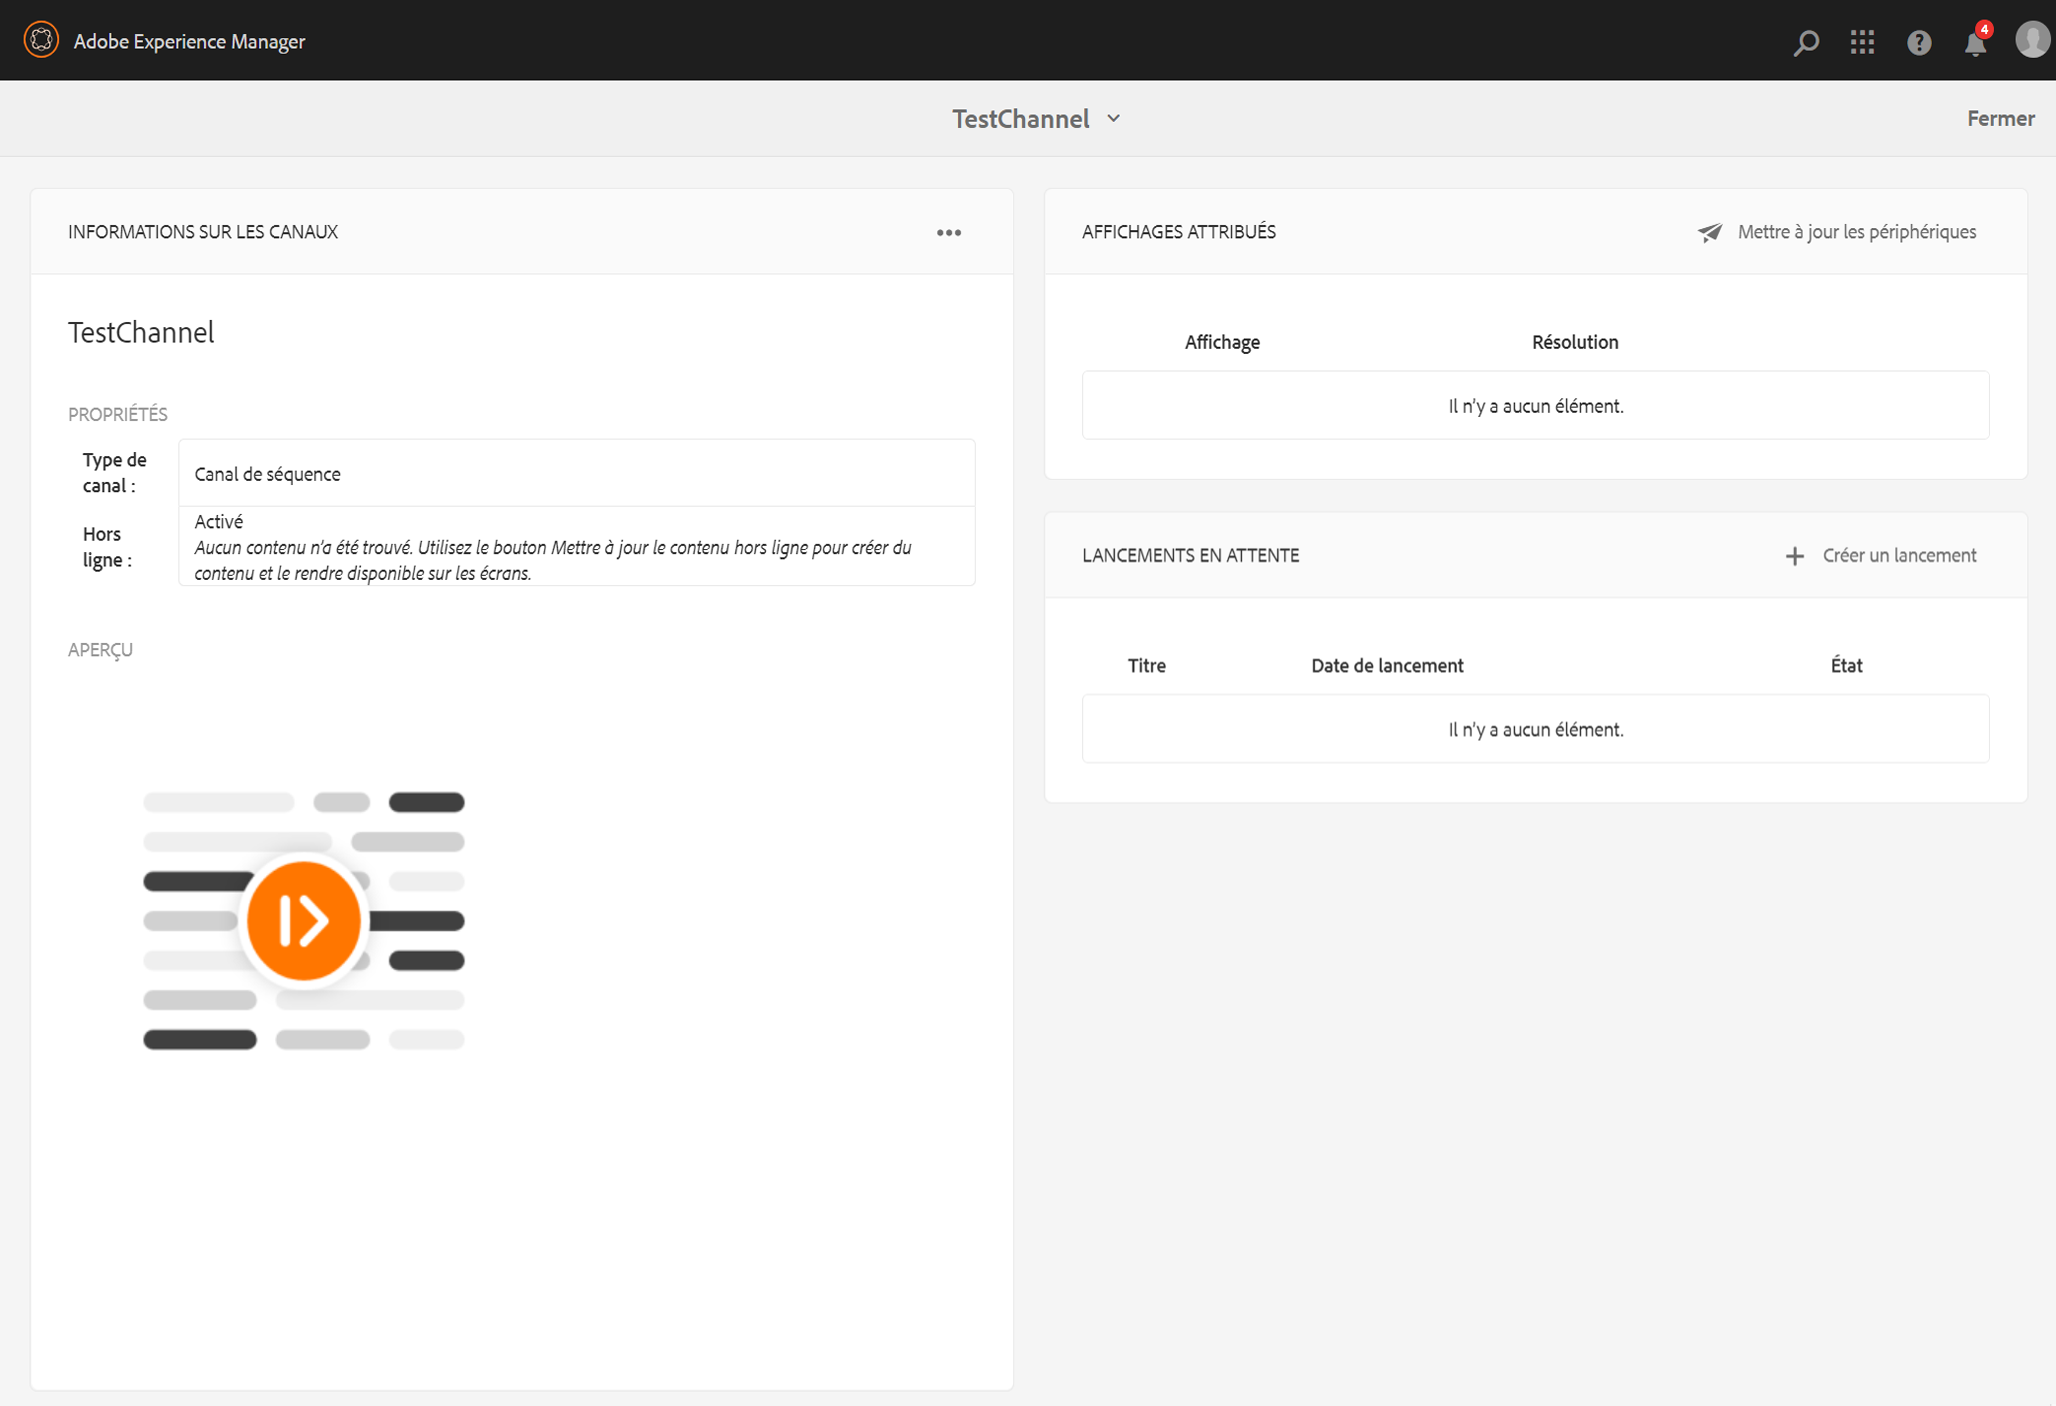 Adobe Experience Manager
4
TestChannel
Fermer
INFORMATIONS SUR LES CANAUX
TestChannel
PROPRIÉTÉS
Type de
canal :
Canal de séquence
Hors
ligne :
Activé
Aucun contenu n’a été trouvé. Utilisez le bouton Mettre à jour le contenu hors ligne pour créer du
contenu et le rendre disponible sur les écrans.
APERÇU
AFFICHAGES ATTRIBUÉS
Mettre à jour les périphériques
Affichage
Résolution
Il n’y a aucun élément.
LANCEMENTS EN ATTENTE
Créer un lancement
Titre
Date de lancement
État
Il n’y a aucun élément.